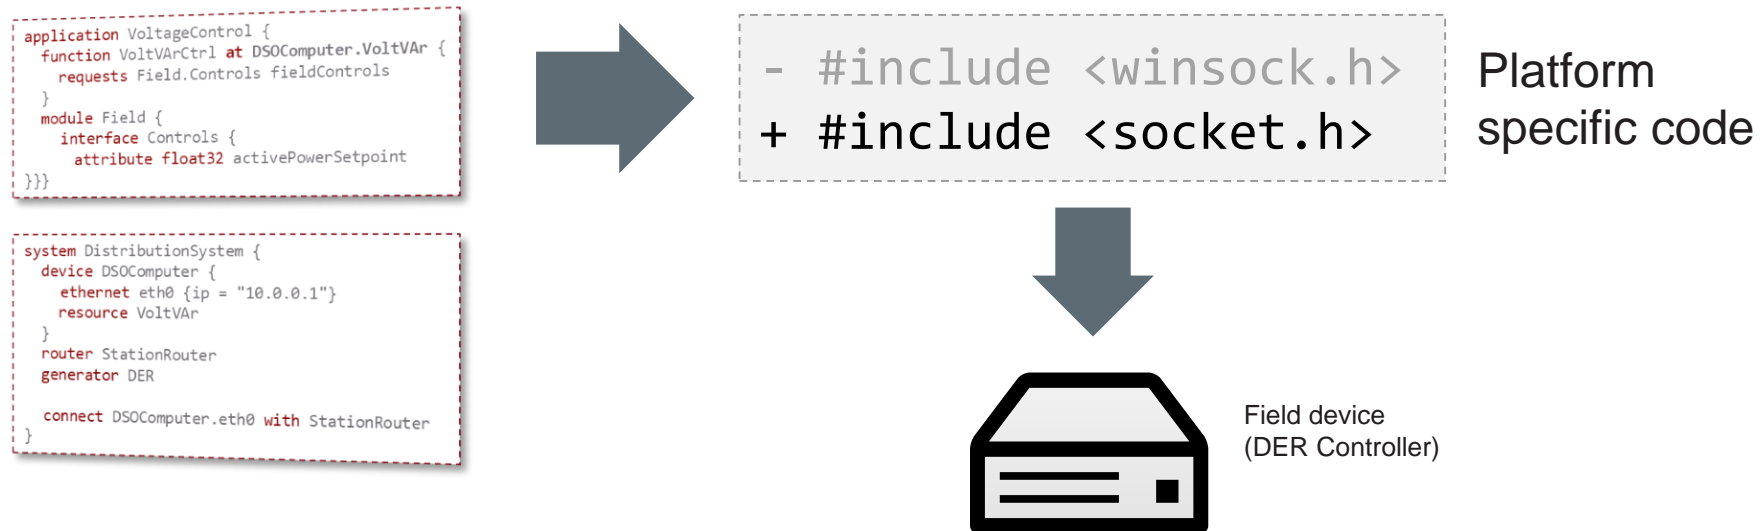 application VoltageControl {
function VoltVArCtrl at DSOComputer.VoltVAr {
requests Field.Controls fieldControls
}
module Field {
interface Controls {
attribute float32 activePowerSetpoint
}}}
system DistributionSystem {
device DSOComputer {
ethernet eth0 {ip = "10.0.0.1"}
resource VoltVAr
}
router StationRouter
generator DER
connect DSOComputer.eth0 with StationRouter
}
- #include <winsock.h>
+ #include <socket.h>
Platform
specific code
Field device
(DER Controller)